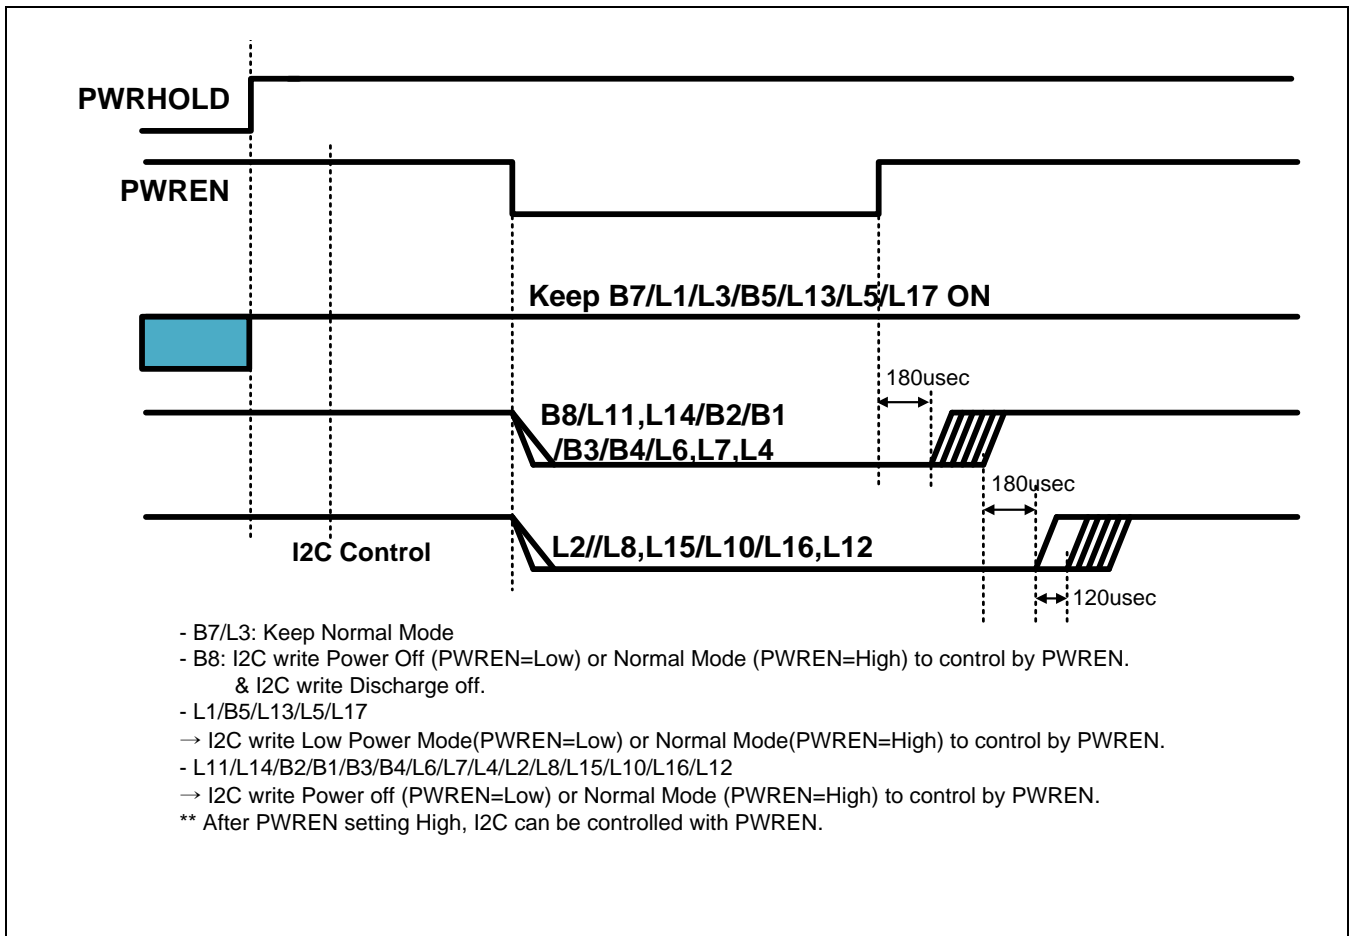 PWRHOLD
PWREN
Keep B7/L1/L3/B5/L13/L5/L17 ON
180usec
B8/L11,L14/B2/B1
/B3/B4/L6,L7,L4
180usec
L2//L8,L15/L10/L16,L12
I2C Control
120usec
- B7/L3: Keep Normal Mode
- B8: I2C write Power Off (PWREN=Low) or Normal Mode (PWREN=High) to control by PWREN.
& I2C write Discharge off.
- L1/B5/L13/L5/L17
→ I2C write Low Power Mode(PWREN=Low) or Normal Mode(PWREN=High) to control by PWREN.
- L11/L14/B2/B1/B3/B4/L6/L7/L4/L2/L8/L15/L10/L16/L12
→ I2C write Power off (PWREN=Low) or Normal Mode (PWREN=High) to control by PWREN.
** After PWREN setting High, I2C can be controlled with PWREN.